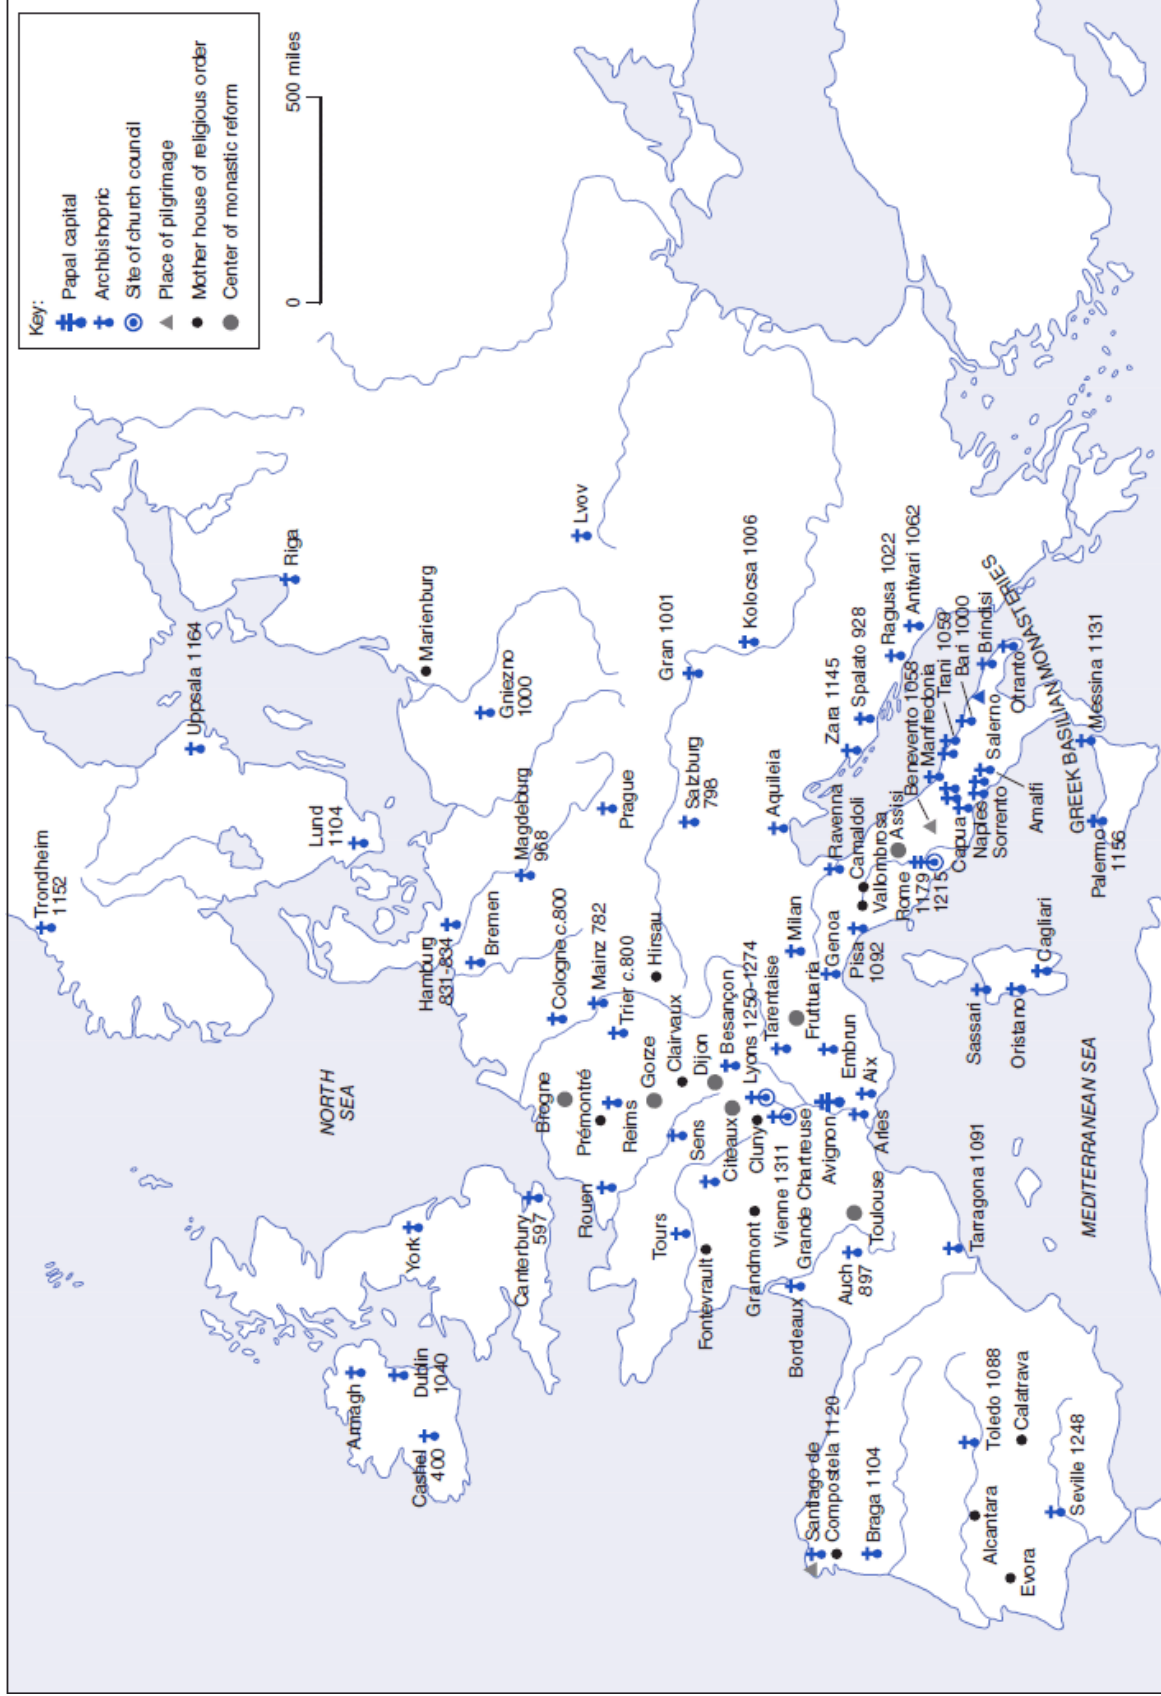 Key:
Papal capital
Archbishopric
Site of church council
Place of pilgrimage
Mother house of religious order
Center of monastic reform
0
500 miles
Trondheim
1152
Uppsala 1164
Lund
1104
Riga
NORTH
SEA
Armagh
Dublin
1040
Cashel
400
York
Canterbury
597
Hamburg
831-834
Bremen
Marienburg
Gniezno
1000
Magdeburg
968
Cologne c.800
Mainz 782
Trier c.800
Prague
Lvov
Brogne
Prémontré
Reims
Gorze
Clairvaux
Hirsau
Rouen
Sens
Dijon
Besançon
Tours
Fontevrault
Citeaux
Cluny
Lyons 1250-1274
Tarentaise
Salzburg
798
Gran 1001
Kolocsa 1006
Grandmont
Vienne 1311
Grande Chartreuse
Bordeaux
Avignon
Embrun
Fruttuaria
Milan
Genoa
Aquileia
Ravenna
Camaldoli
Vallombrosa
Pisa
1092
Zara 1145
Spalato 928
Ragusa 1022
Antivari 1062
Auch
897
Toulouse
Arles
Aix
Assisi
Rome
1179
1215
Benevento 1058
Manfredonia
Trani 1059
Bari 1000
Brindisi
Otranto
Capua
Naples
Sorrento
Amalfi
Salerno
GREEK BASILIAN MONASTERIES
Messina 1131
Palermo
1156
Sassari
Oristano
Cagliari
Tarragona 1091
MEDITERRANEAN SEA
Santiago de
Compostela 1120
Braga 1104
Toledo 1088
Calatrava
Alcantara
Evora
Seville 1248